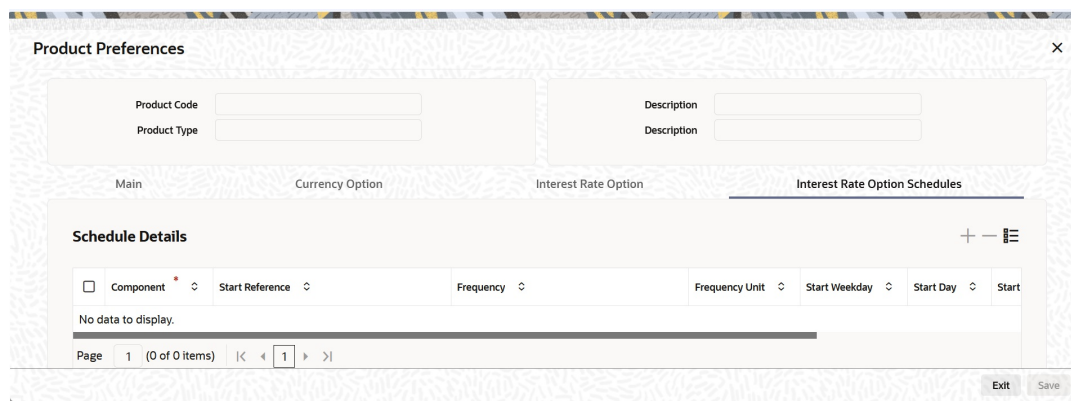 Product Preferences
Product Code
Description
Product Type
Description
Main Currency Option Interest Rate Option Interest Rate Option Schedules
Schedule Details
Component * Start Reference Frequency Frequency Unit Start Weekday Start Day Start
No data to display.
Page 1 (0 of 0 items) 1
Exit Save